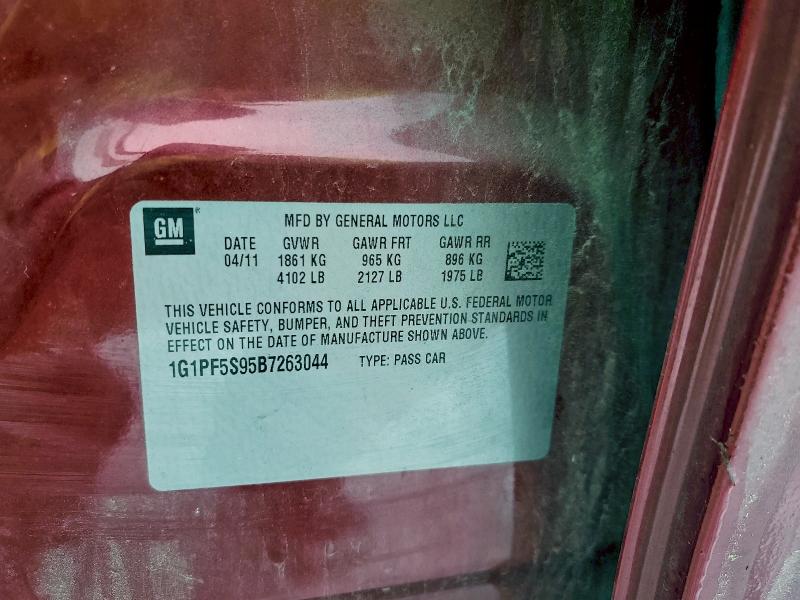 GM
MFD BY GENERAL MOTORS LLC
DATE GVWR GAWR FRT GAWR RR
04/11 1861 KG 965 KG 896 KG
4102 LB 2127 LB 1975 LB
THIS VEHICLE CONFORMS TO ALL APPLICABLE U.S. FEDERAL MOTOR
VEHICLE SAFETY, BUMPER, AND THEFT PREVENTION STANDARDS IN
EFFECT ON THE DATE OF MANUFACTURE SHOWN ABOVE.
1G1PF5S95B7263044 TYPE: PASS CAR